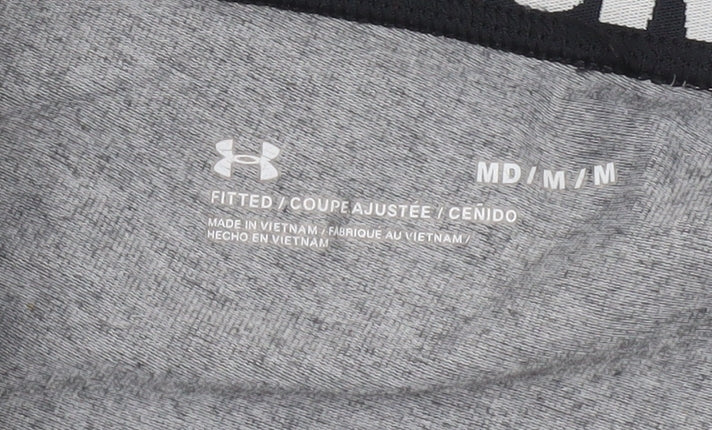 MD / M / M
FITTED / COUPE AJUSTÉE / CEÑIDO
MADE IN VIETNAM / FABRIQUE AU VIETNAM /
HECHO EN VIETNAM